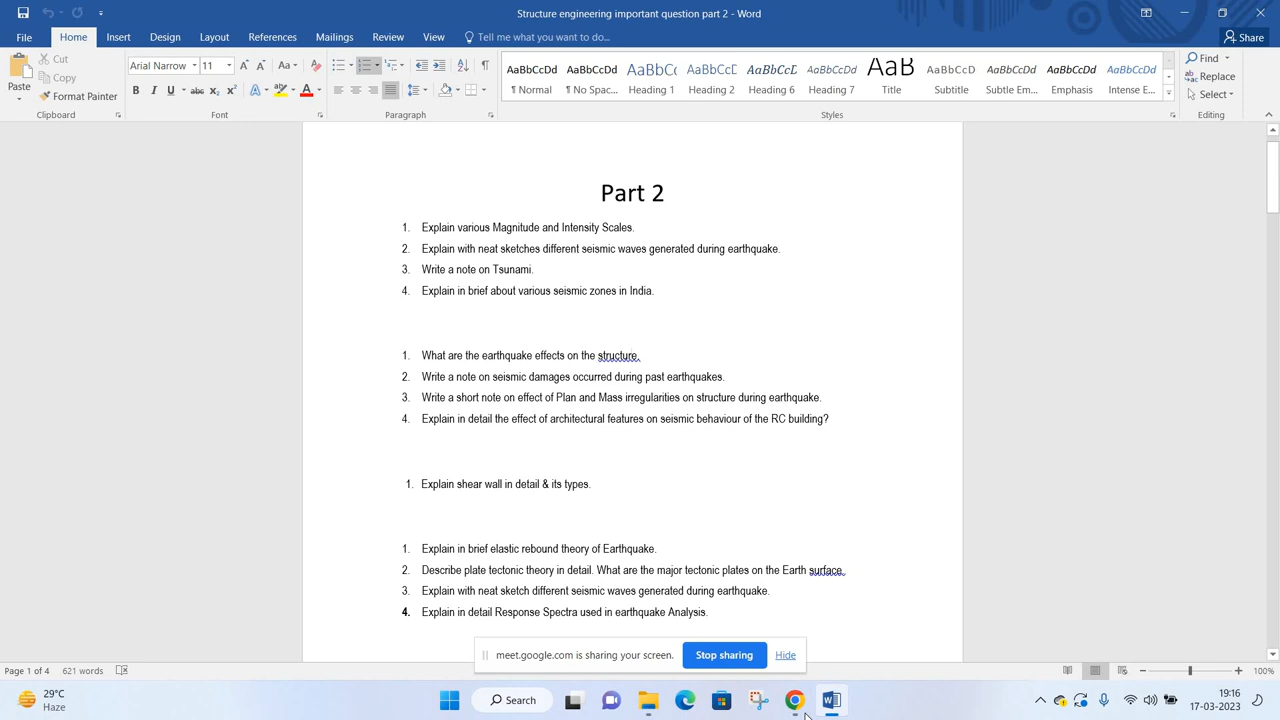 Structure engineering important question part 2 - Word
File Home Insert Design Layout References Mailings Review View Tell me what you want to do... Share
Paste Cut Copy Format Painter
Arial Narrow 11 Aa
B I U abc x₂ x² A A
AaBbCcDd AaBbCcDd AaBbCc AaBbCcD AaBbCcD AaBbCcDd AaB AaBbCcD AaBbCcDd AaBbCcDd AaBbCcDd
¶ Normal ¶ No Spac... Heading 1 Heading 2 Heading 6 Heading 7 Title Subtitle Subtle Em... Emphasis Intense E...
Find Replace Select
Clipboard Font Paragraph Styles Editing
Part 2
1. Explain various Magnitude and Intensity Scales.
2. Explain with neat sketches different seismic waves generated during earthquake.
3. Write a note on Tsunami.
4. Explain in brief about various seismic zones in India.
1. What are the earthquake effects on the structure.
2. Write a note on seismic damages occurred during past earthquakes.
3. Write a short note on effect of Plan and Mass irregularities on structure during earthquake.
4. Explain in detail the effect of architectural features on seismic behaviour of the RC building?
1. Explain shear wall in detail & its types.
1. Explain in brief elastic rebound theory of Earthquake.
2. Describe plate tectonic theory in detail. What are the major tectonic plates on the Earth surface.
3. Explain with neat sketch different seismic waves generated during earthquake.
4. Explain in detail Response Spectra used in earthquake Analysis.
meet.google.com is sharing your screen. Stop sharing Hide
Page 1 of 4 621 words 100%
29°C
Haze
Search
19:16
17-03-2023